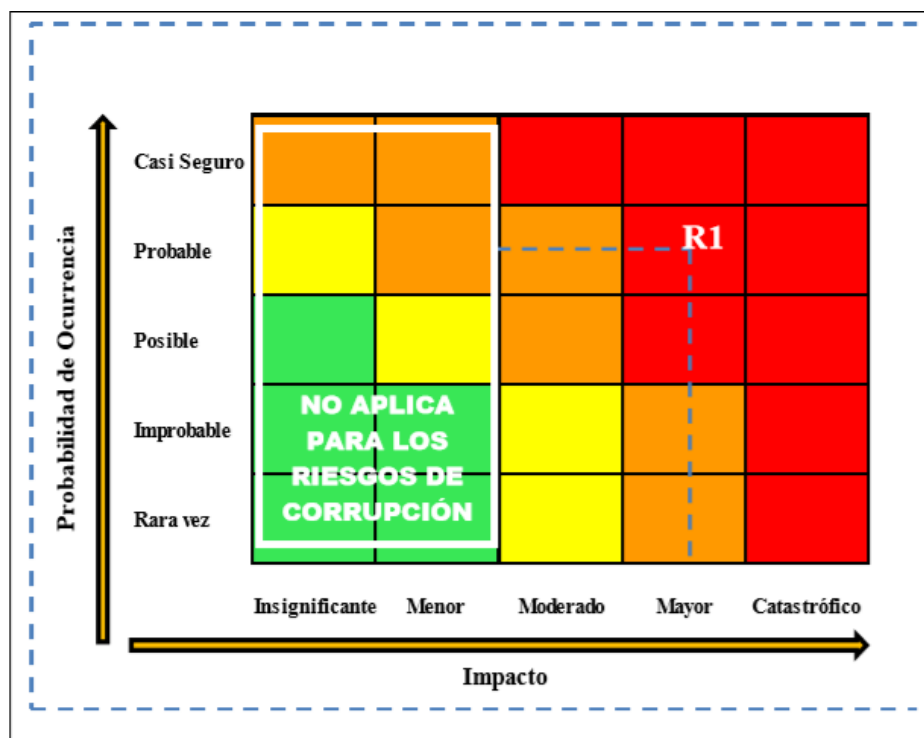 Probabilidad de Ocurrencia
Casi Seguro
Probable
R1
Posible
Improbable
Rara vez
NO APLICA
PARA LOS
RIESGOS DE
CORRUPCIÓN
Insignificante
Menor
Moderado
Mayor
Catastrófico
Impacto